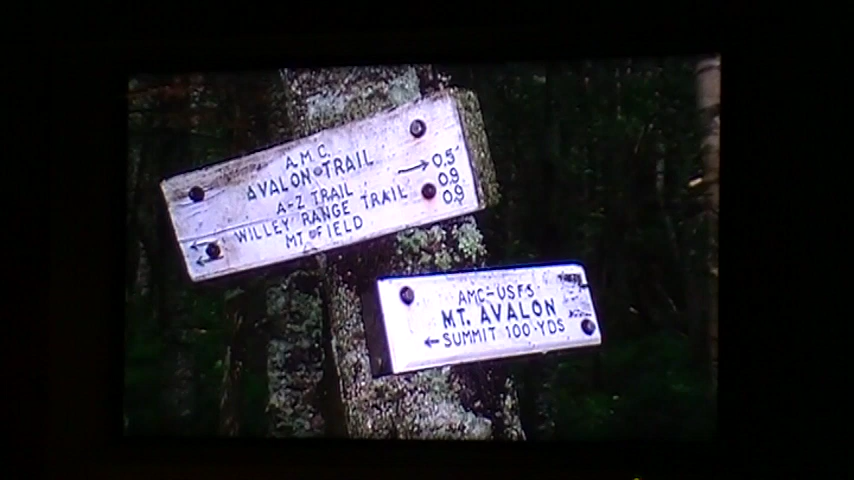 A.M.C.
AVALON TRAIL
A-Z TRAIL → 0.5
WILLEY RANGE TRAIL 0.9
← MT. FIELD 0.9
AMC-USFS
MT. AVALON
← SUMMIT 100 YDS